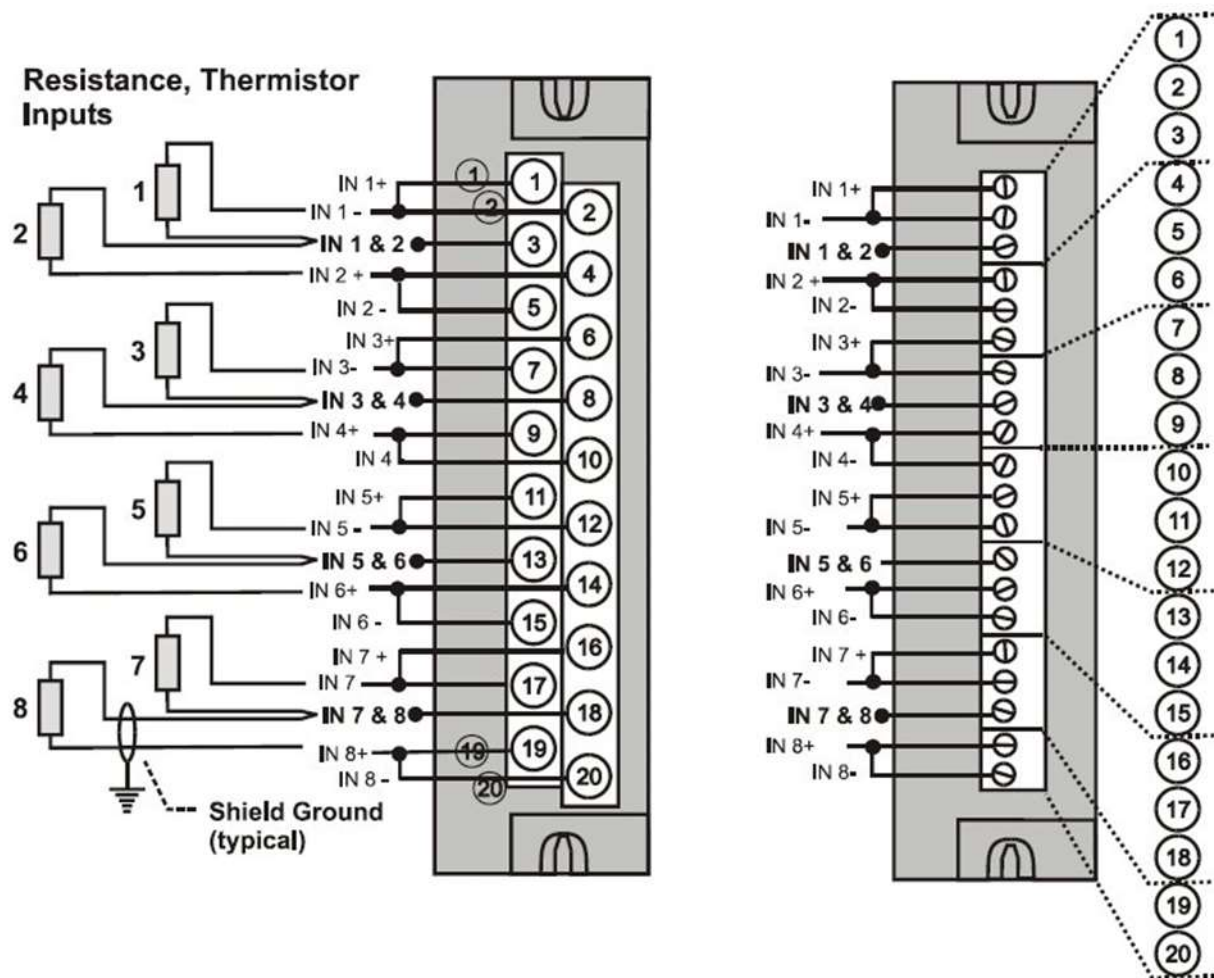 Resistance, Thermistor
Inputs
1
2
IN 1+
IN 1 -
IN 1 & 2
IN 2 +
IN 2 -
3
4
IN 3+
IN 3-
IN 3 & 4
IN 4+
IN 4
5
6
IN 5+
IN 5 -
IN 5 & 6
IN 6+
IN 6 -
7
8
IN 7 +
IN 7
IN 7 & 8
IN 8+
IN 8 -
Shield Ground
(typical)
1
2
19
20
1
2
3
4
5
6
7
8
9
10
11
12
13
14
15
16
17
18
19
20
IN 1+
IN 1-
IN 1 & 2
IN 2 +
IN 2-
IN 3+
IN 3-
IN 3 & 4
IN 4+
IN 4-
IN 5+
IN 5-
IN 5 & 6
IN 6+
IN 6-
IN 7 +
IN 7-
IN 7 & 8
IN 8+
IN 8-
1
2
3
4
5
6
7
8
9
10
11
12
13
14
15
16
17
18
19
20